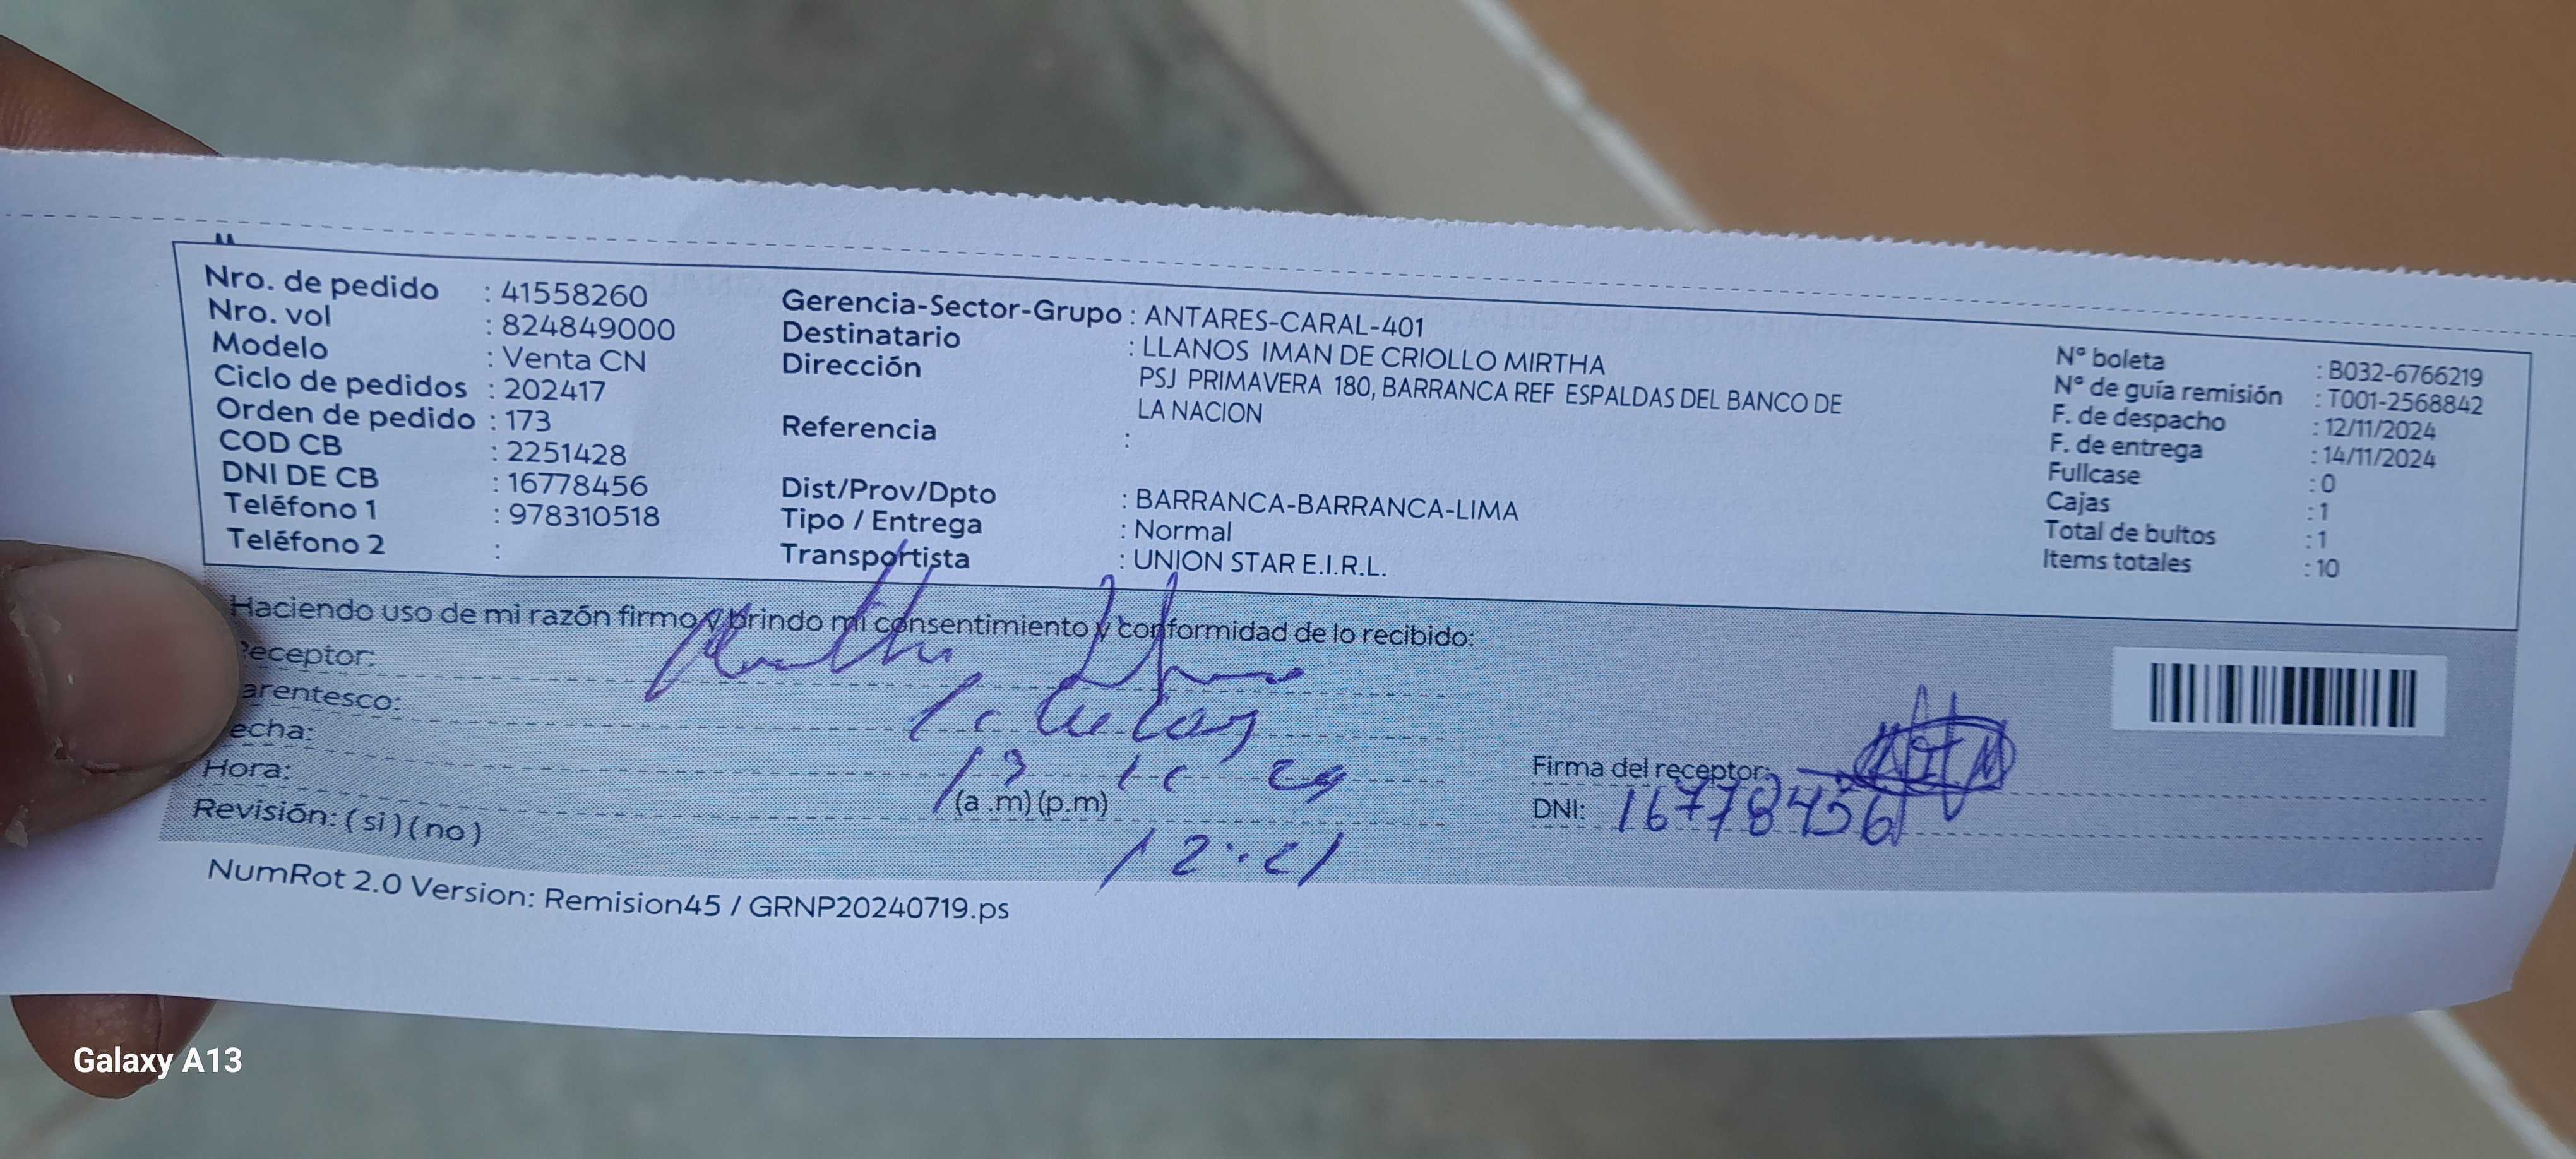 Nro. de pedido : 41558260
Nro. vol : 824849000
Modelo : Venta CN
Ciclo de pedidos : 202417
Orden de pedido : 173
COD CB : 2251428
DNI DE CB : 16778456
Teléfono 1 : 978310518
Teléfono 2 :
Gerencia-Sector-Grupo : ANTARES-CARAL-401
Destinatario : LLANOS IMAN DE CRIOLLO MIRTHA
Dirección PSJ PRIMAVERA 180, BARRANCA REF ESPALDAS DEL BANCO DE
LA NACION
Referencia :
Dist/Prov/Dpto : BARRANCA-BARRANCA-LIMA
Tipo / Entrega : Normal
Transportista : UNION STAR E.I.R.L.
N° boleta : B032-6766219
N° de guía remisión : T001-2568842
F. de despacho : 12/11/2024
F. de entrega : 14/11/2024
Fullcase : 0
Cajas : 1
Total de bultos : 1
Items totales : 10
Haciendo uso de mi razón firmo y brindo mi consentimiento y conformidad de lo recibido:
Receptor:
arentesco:
echa:
Hora: (a .m) (p.m)
Revisión: ( si ) ( no )
Firma del receptor:
DNI: 16778456
NumRot 2.0 Version: Remision45 / GRNP20240719.ps
Galaxy A13